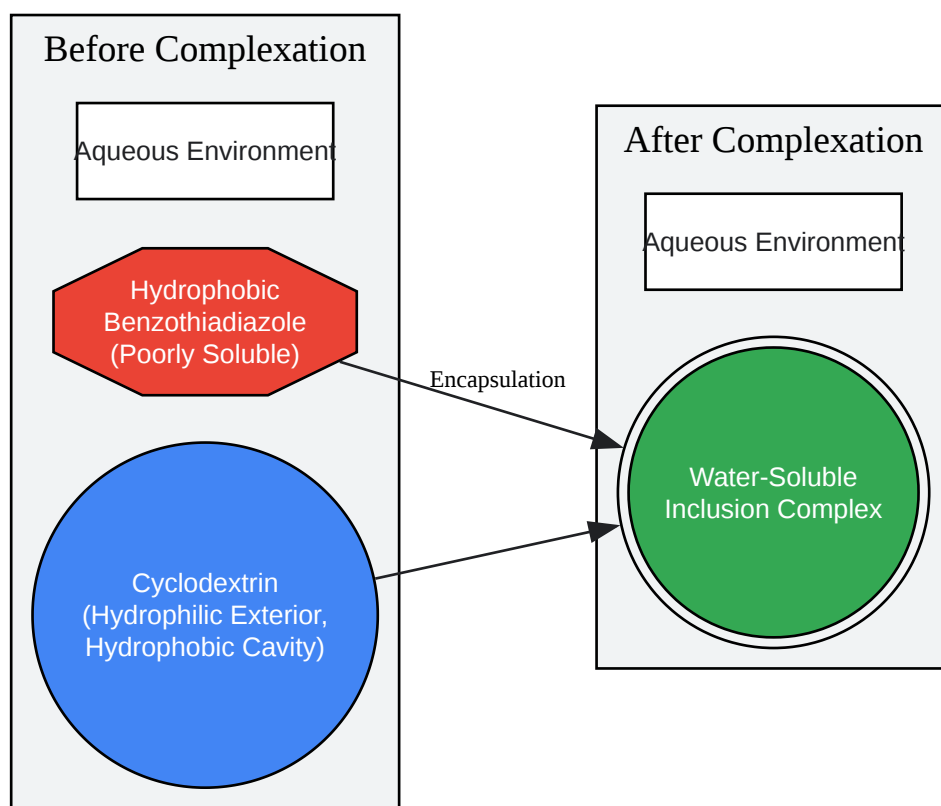 Before Complexation
Aqueous Environment
Hydrophobic
Benzothiadiazole
(Poorly Soluble)
Encapsulation
Cyclodextrin
(Hydrophilic Exterior,
Hydrophobic Cavity)
After Complexation
Aqueous Environment
Water-Soluble
Inclusion Complex